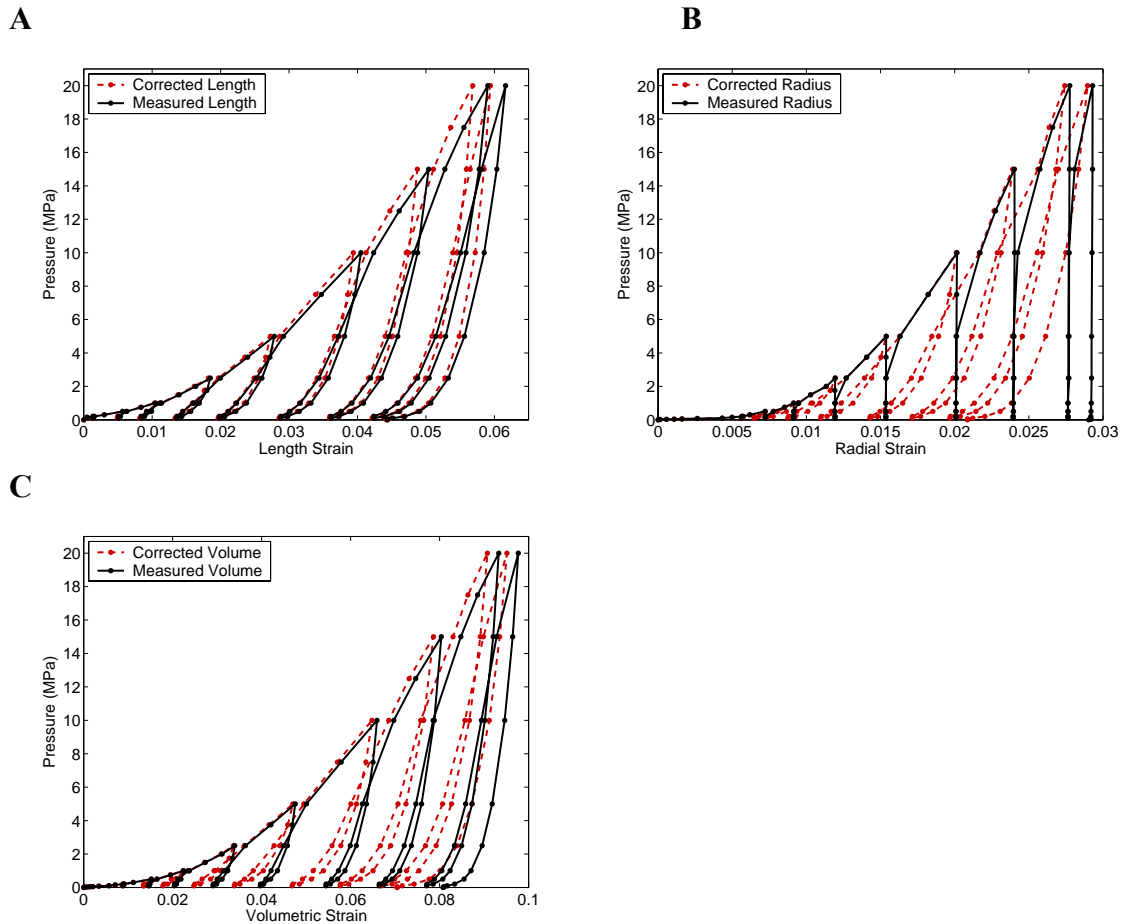 A
Corrected Length
Measured Length
20
18
16
14
12
10
8
6
4
2
0
Pressure (MPa)
0 0.01 0.02 0.03 0.04 0.05 0.06
Length Strain
B
Corrected Radius
Measured Radius
20
18
16
14
12
10
8
6
4
2
0
Pressure (MPa)
0 0.005 0.01 0.015 0.02 0.025 0.03
Radial Strain
C
Corrected Volume
Measured Volume
20
18
16
14
12
10
8
6
4
2
0
Pressure (MPa)
0 0.02 0.04 0.06 0.08 0.1
Volumetric Strain